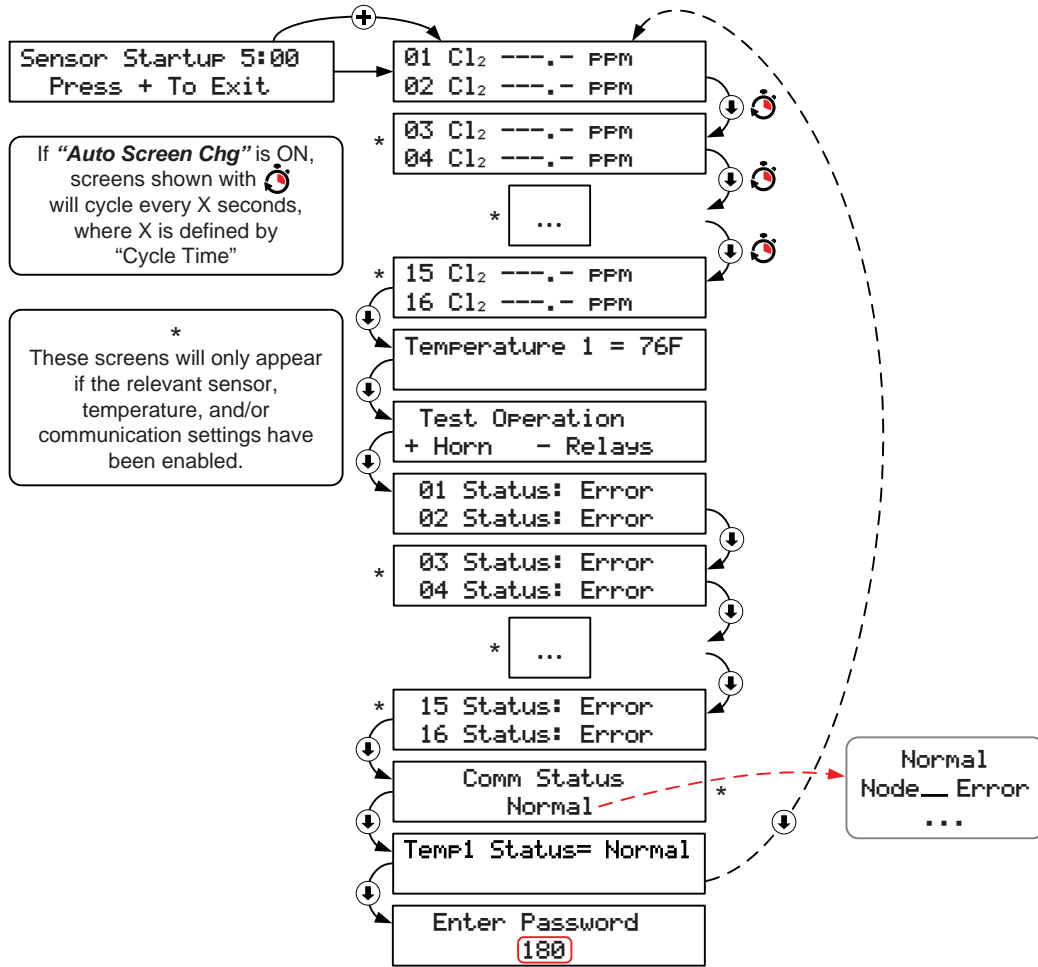 Sensor Startup 5:00
Press + To Exit
01 Cl₂ ---.- PPM
02 Cl₂ ---.- PPM
If “Auto Screen Chg” is ON,
screens shown with
will cycle every X seconds,
where X is defined by
“Cycle Time”
*
03 Cl₂ ---.- PPM
04 Cl₂ ---.- PPM
*
...
*
15 Cl₂ ---.- PPM
16 Cl₂ ---.- PPM
*
These screens will only appear
if the relevant sensor,
temperature, and/or
communication settings have
been enabled.
Temperature 1 = 76F
Test Operation
+ Horn - Relays
01 Status: Error
02 Status: Error
*
03 Status: Error
04 Status: Error
*
...
*
15 Status: Error
16 Status: Error
Comm Status
Normal
*
Normal
Node__ Error
...
Temp1 Status= Normal
Enter Password
180